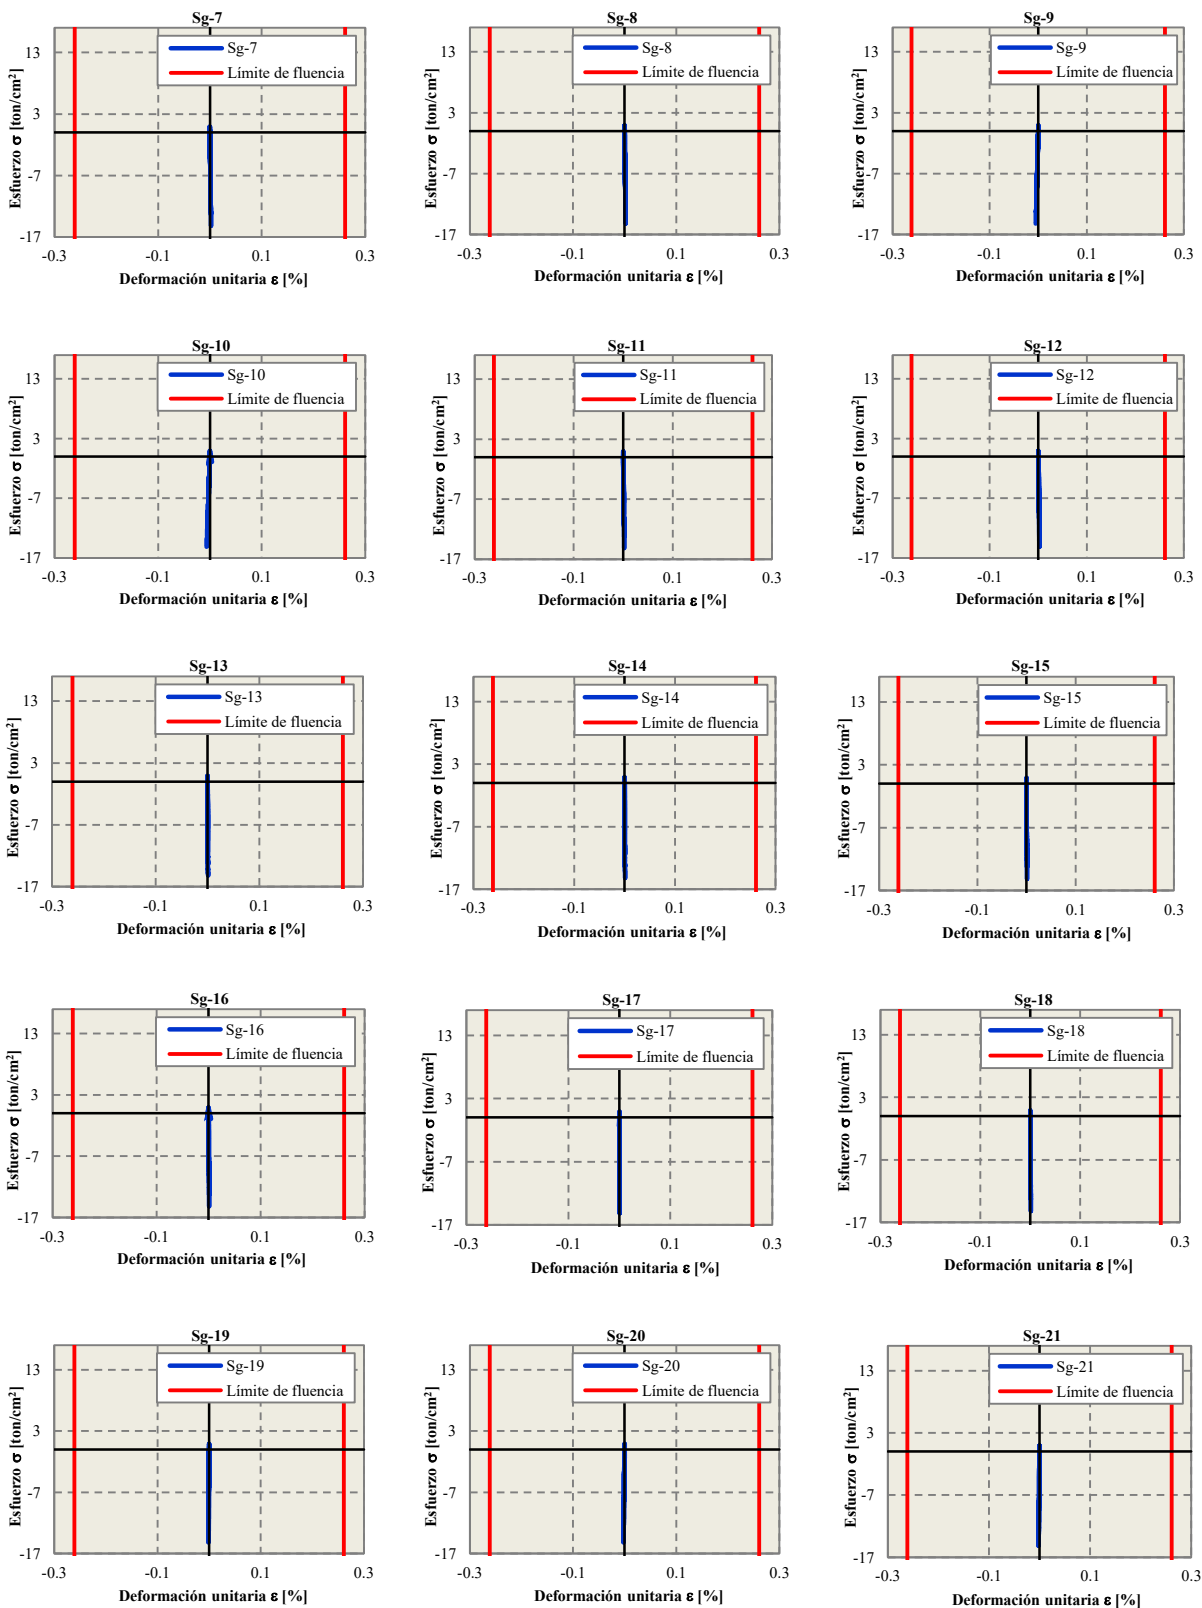 Sg-7
Esfuerzo σ [ton/cm²]
13
3
-7
-17
Sg-7
Límite de fluencia
-0.3
-0.1
0.1
0.3
Deformación unitaria ε [%]
Sg-8
Esfuerzo σ [ton/cm²]
13
3
-7
-17
Sg-8
Límite de fluencia
-0.3
-0.1
0.1
0.3
Deformación unitaria ε [%]
Sg-9
Esfuerzo σ [ton/cm²]
13
3
-7
-17
Sg-9
Límite de fluencia
-0.3
-0.1
0.1
0.3
Deformación unitaria ε [%]
Sg-10
Esfuerzo σ [ton/cm²]
13
3
-7
-17
Sg-10
Límite de fluencia
-0.3
-0.1
0.1
0.3
Deformación unitaria ε [%]
Sg-11
Esfuerzo σ [ton/cm²]
13
3
-7
-17
Sg-11
Límite de fluencia
-0.3
-0.1
0.1
0.3
Deformación unitaria ε [%]
Sg-12
Esfuerzo σ [ton/cm²]
13
3
-7
-17
Sg-12
Límite de fluencia
-0.3
-0.1
0.1
0.3
Deformación unitaria ε [%]
Sg-13
Esfuerzo σ [ton/cm²]
13
3
-7
-17
Sg-13
Límite de fluencia
-0.3
-0.1
0.1
0.3
Deformación unitaria ε [%]
Sg-14
Esfuerzo σ [ton/cm²]
13
3
-7
-17
Sg-14
Límite de fluencia
-0.3
-0.1
0.1
0.3
Deformación unitaria ε [%]
Sg-15
Esfuerzo σ [ton/cm²]
13
3
-7
-17
Sg-15
Límite de fluencia
-0.3
-0.1
0.1
0.3
Deformación unitaria ε [%]
Sg-16
Esfuerzo σ [ton/cm²]
13
3
-7
-17
Sg-16
Límite de fluencia
-0.3
-0.1
0.1
0.3
Deformación unitaria ε [%]
Sg-17
Esfuerzo σ [ton/cm²]
13
3
-7
-17
Sg-17
Límite de fluencia
-0.3
-0.1
0.1
0.3
Deformación unitaria ε [%]
Sg-18
Esfuerzo σ [ton/cm²]
13
3
-7
-17
Sg-18
Límite de fluencia
-0.3
-0.1
0.1
0.3
Deformación unitaria ε [%]
Sg-19
Esfuerzo σ [ton/cm²]
13
3
-7
-17
Sg-19
Límite de fluencia
-0.3
-0.1
0.1
0.3
Deformación unitaria ε [%]
Sg-20
Esfuerzo σ [ton/cm²]
13
3
-7
-17
Sg-20
Límite de fluencia
-0.3
-0.1
0.1
0.3
Deformación unitaria ε [%]
Sg-21
Esfuerzo σ [ton/cm²]
13
3
-7
-17
Sg-21
Límite de fluencia
-0.3
-0.1
0.1
0.3
Deformación unitaria ε [%]